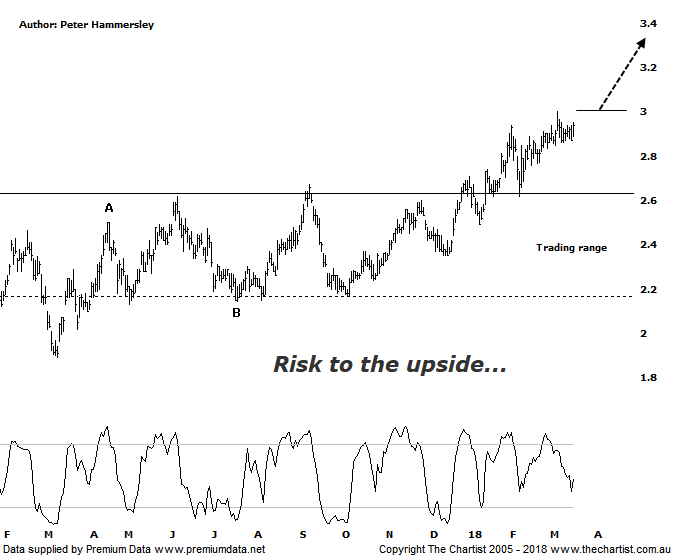 Author: Peter Hammersley
3.4
3.2
3
2.8
2.6
A
Trading range
2.4
2.2
B
2
Risk to the upside...
1.8
F M A M J J A S O N D 18 F M A
Data supplied by Premium Data www.premiumdata.net
Copyright The Chartist 2005 - 2018 www.thechartist.com.au